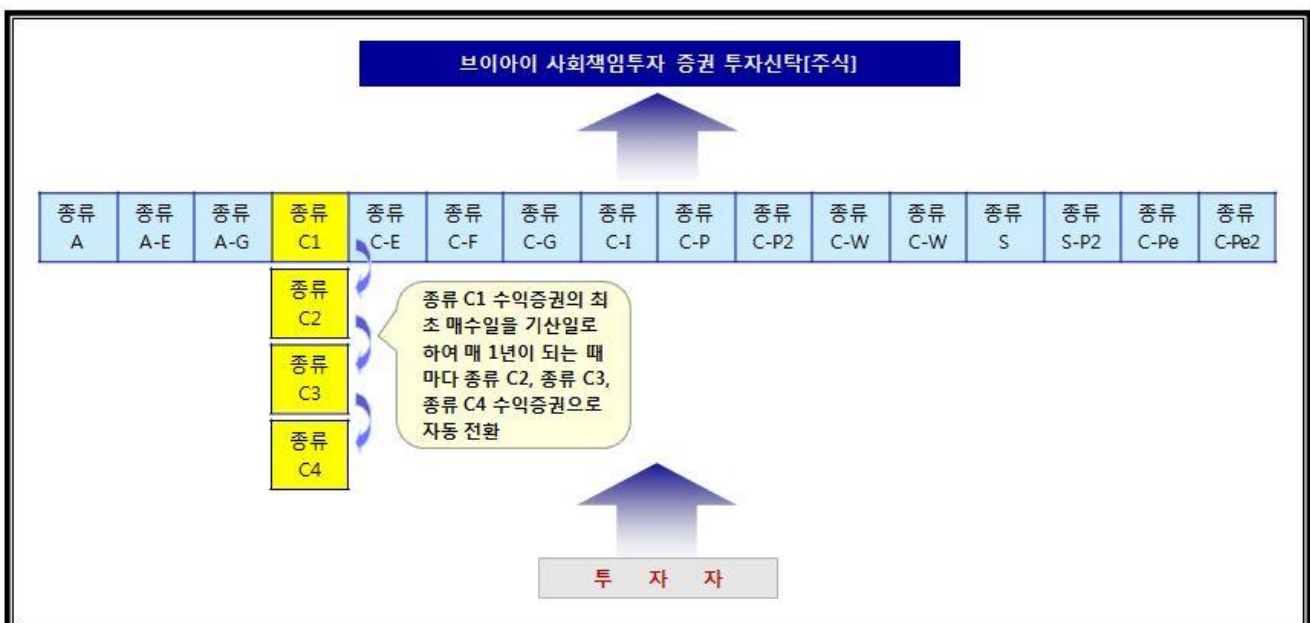 브이아이 사회책임투자 증권 투자신탁[주식]
종류 종류 종류 종류 종류 종류 종류 종류 종류 종류 종류 종류 종류 종류 종류 종류
A A-E A-G C1 C-E C-F C-G C-I C-P C-P2 C-W C-W S S-P2 C-Pe C-Pe2
종류
C2
종류
C3
종류
C4
종류 C1 수익증권의 최
초 매수일을 기산일로
하여 매 1년이 되는 때
마다 종류 C2, 종류 C3,
종류 C4 수익증권으로
자동 전환
투 자 자